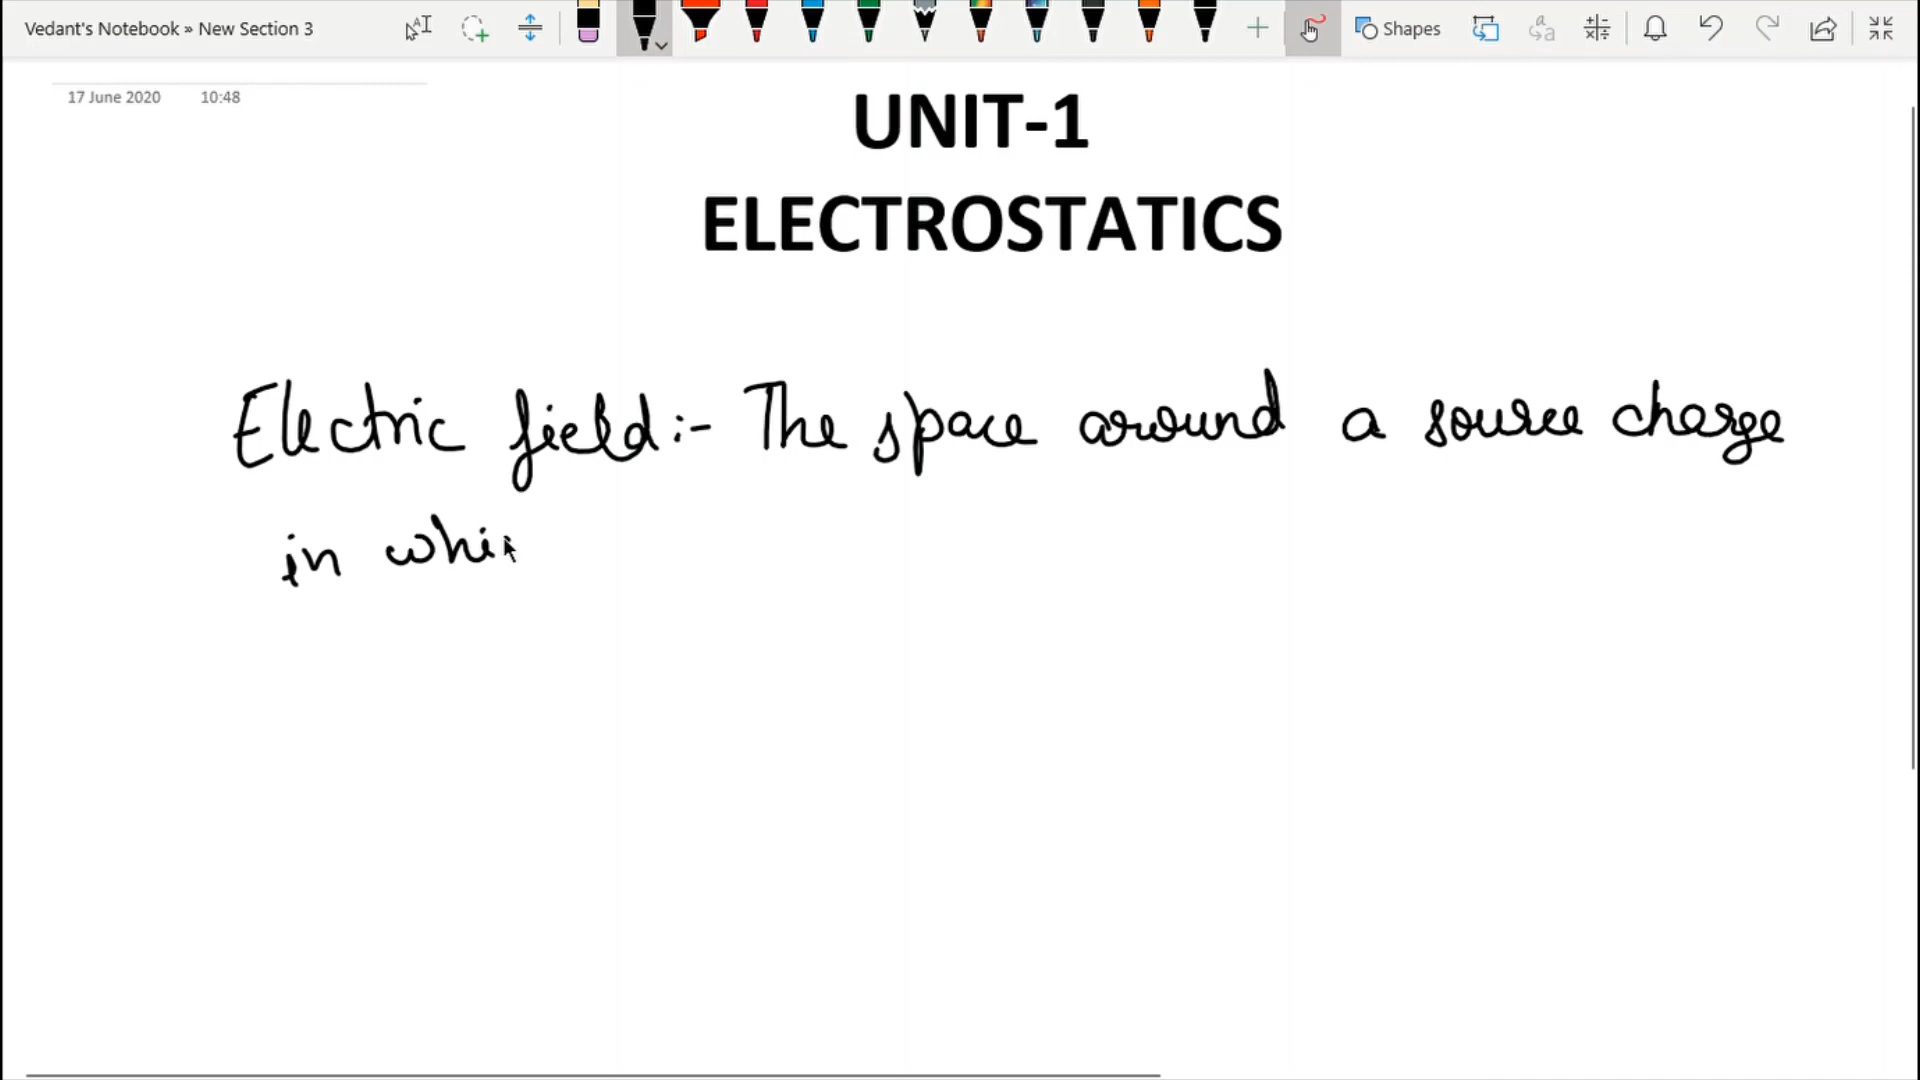 Vedant's Notebook » New Section 3
Shapes
17 June 2020 10:48
UNIT-1
ELECTROSTATICS
Electric field:- The space around a source charge
in whi